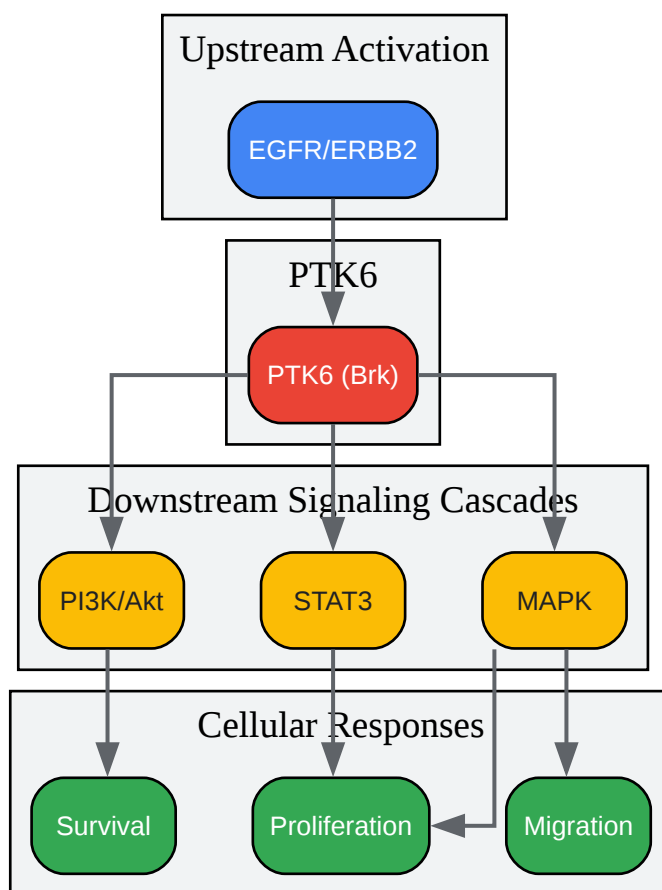 Upstream Activation
EGFR/ERBB2
PTK6
PTK6 (Brk)
Downstream Signaling Cascades
PI3K/Akt
STAT3
MAPK
Cellular Responses
Survival
Proliferation
Migration